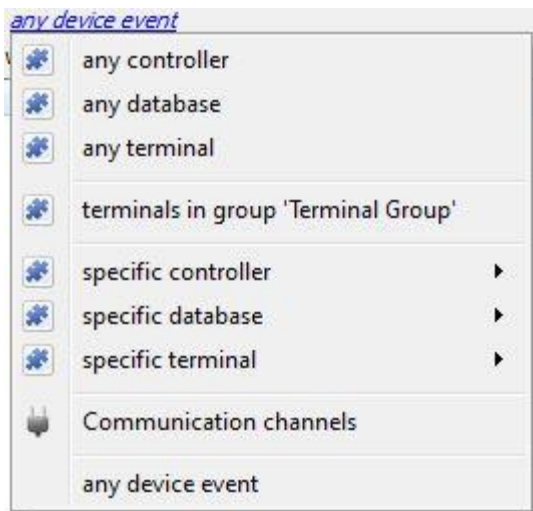 any device event
any controller
any database
any terminal
terminals in group 'Terminal Group'
specific controller
specific database
specific terminal
Communication channels
any device event